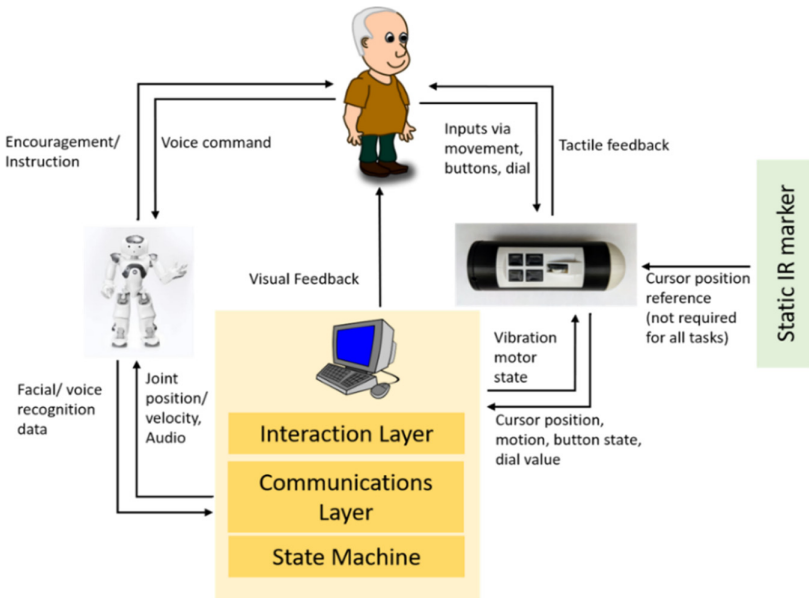 Encouragement/
Instruction
Voice command
Inputs via
movement,
buttons, dial
Tactile feedback
Static IR marker
Visual Feedback
Cursor position
reference
(not required
for all tasks)
Vibration
motor
state
Facial/ voice
recognition
data
Joint
position/
velocity,
Audio
Cursor position,
motion, button state,
dial value
Interaction Layer
Communications
Layer
State Machine